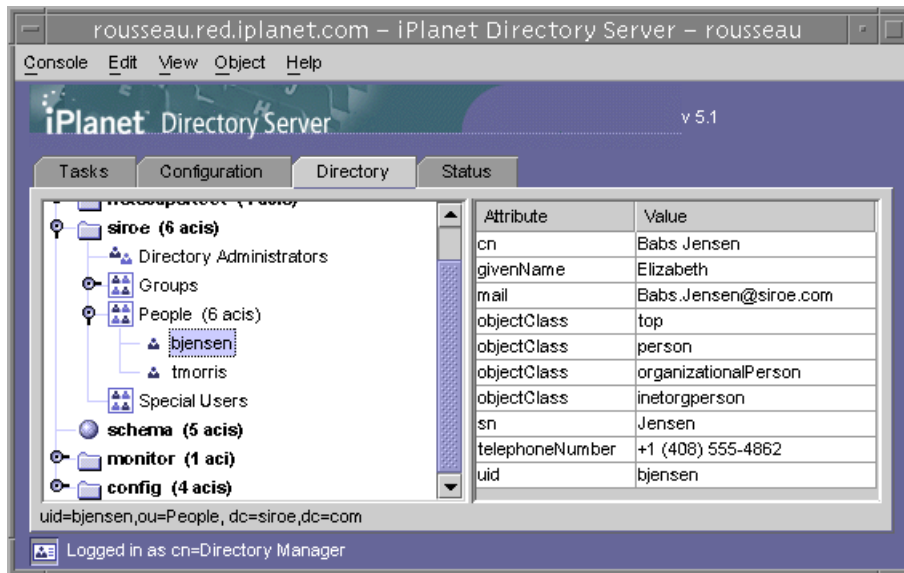 rousseau.red.iplanet.com – iPlanet Directory Server – rousseau
Console Edit View Object Help
iPlanet Directory Server
v 5.1
Tasks Configuration Directory Status
siroe (6 acis)
Directory Administrators
Groups
People (6 acis)
bjensen
tmorris
Special Users
schema (5 acis)
monitor (1 aci)
config (4 acis)
Attribute Value
cn Babs Jensen
givenName Elizabeth
mail Babs.Jensen@siroe.com
objectClass top
objectClass person
objectClass organizationalPerson
objectClass inetorgperson
sn Jensen
telephoneNumber +1 (408) 555-4862
uid bjensen
uid=bjensen,ou=People, dc=siroe,dc=com
Logged in as cn=Directory Manager